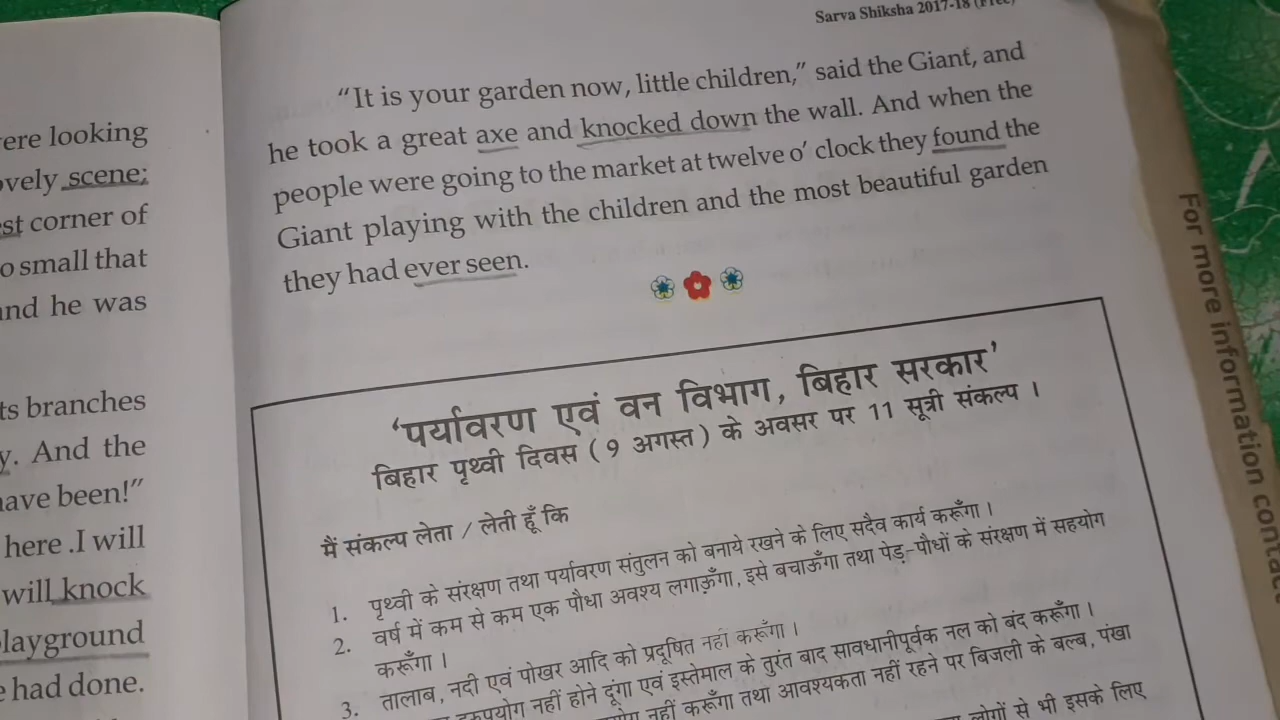 ere looking
ovely scene;
est corner of
o small that
and he was
ts branches
y. And the
have been!"
here .I will
will knock
playground
e had done.
Sarva Shiksha 2017-18 (Free)
"It is your garden now, little children," said the Giant, and
he took a great axe and knocked down the wall. And when the
people were going to the market at twelve o' clock they found the
Giant playing with the children and the most beautiful garden
they had ever seen.
'पर्यावरण एवं वन विभाग, बिहार सरकार'
बिहार पृथ्वी दिवस (9 अगस्त) के अवसर पर 11 सूत्री संकल्प ।
मैं संकल्प लेता / लेती हूँ कि
1. पृथ्वी के संरक्षण तथा पर्यावरण संतुलन को बनाये रखने के लिए सदैव कार्य करूँगा ।
2. वर्ष में कम से कम एक पौधा अवश्य लगाऊँगा, इसे बचाऊँगा तथा पेड़-पौधों के संरक्षण में सहयोग
करूँगा ।
3. तालाब, नदी एवं पोखर आदि को प्रदूषित नहीं करूँगा ।
नहीं होने दूंगा एवं इस्तेमाल के तुरंत बाद सावधानीपूर्वक नल को बंद करूँगा ।
नहीं करूँगा तथा आवश्यकता नहीं रहने पर बिजली के बल्ब, पंखा
लोगों से भी इसके लिए
For more information contac